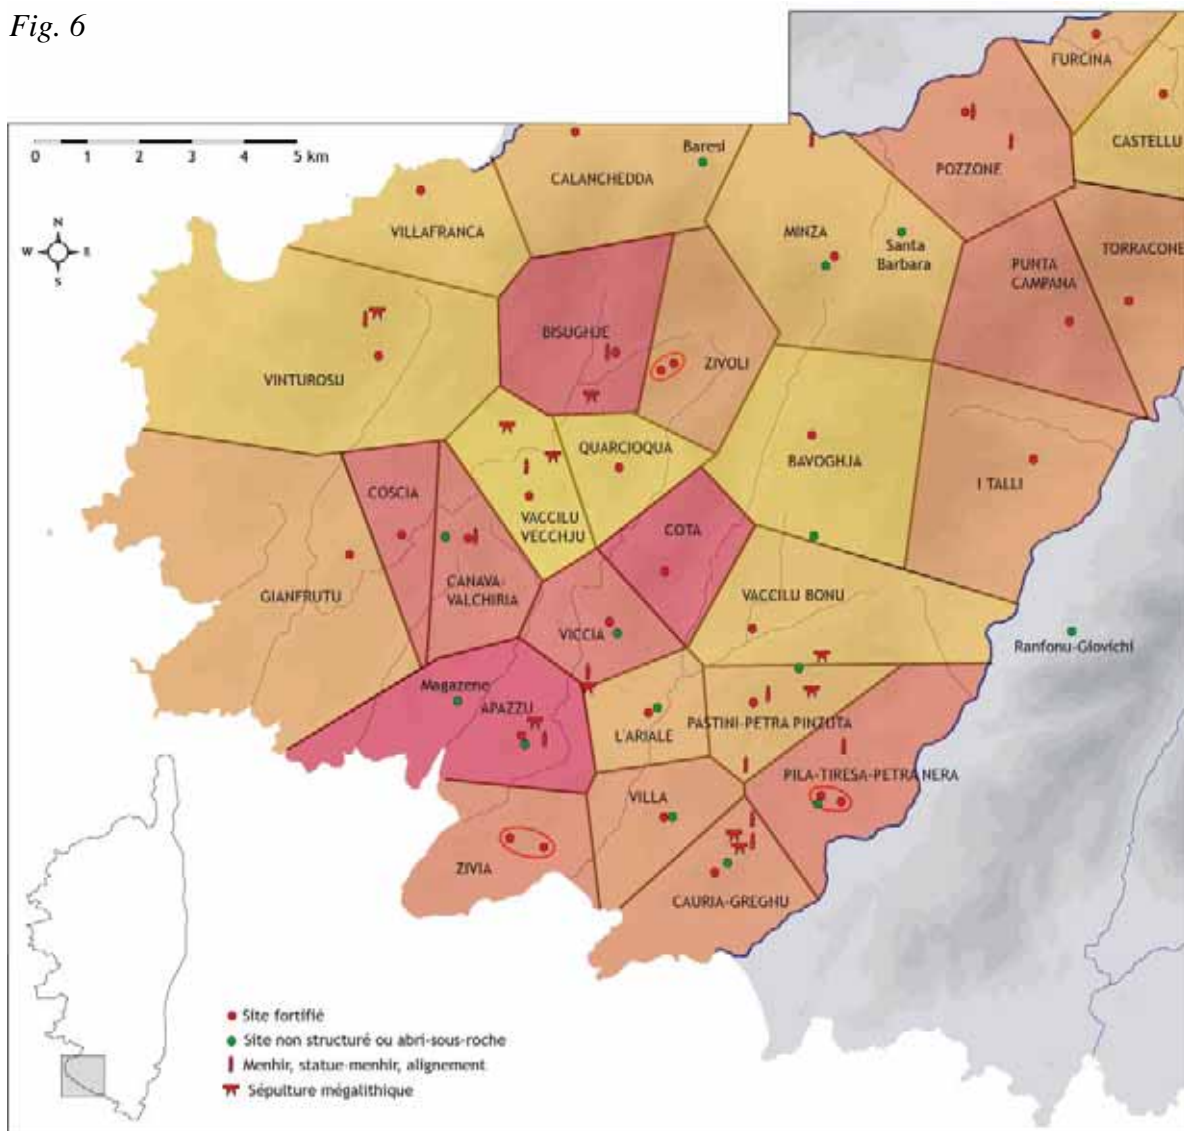 Fig. 6
0 1 2 3 4 5 km
N
W E
S
FURCINA
CASTELLU
POZZONE
Baresi
CALANCHEDDA
VILLAFRANCA
MINZA
Santa
Barbara
PUNTA
CAMPANA
TORRACONE
BISUGHJE
ZIVOLI
VINTUROSU
QUARCIOQUA
BAVOGHJA
I TALLI
COSCIA
VACCILU
VECCHJU
COTA
CANAVA-
VALCHIRIA
GIANFRUTU
VACCILU BONU
VICCIA
Ranfonu-Giovichi
Magazene
APAZZU
L'ARIALE
PASTINI-PETRA PINZUTA
PILA-TIRESA-PETRA NERA
VILLA
ZIVIA
CAURIA-GREGHU
Site fortifié
Site non structuré ou abri-sous-roche
Menhir, statue-menhir, alignement
Sépulture mégalithique